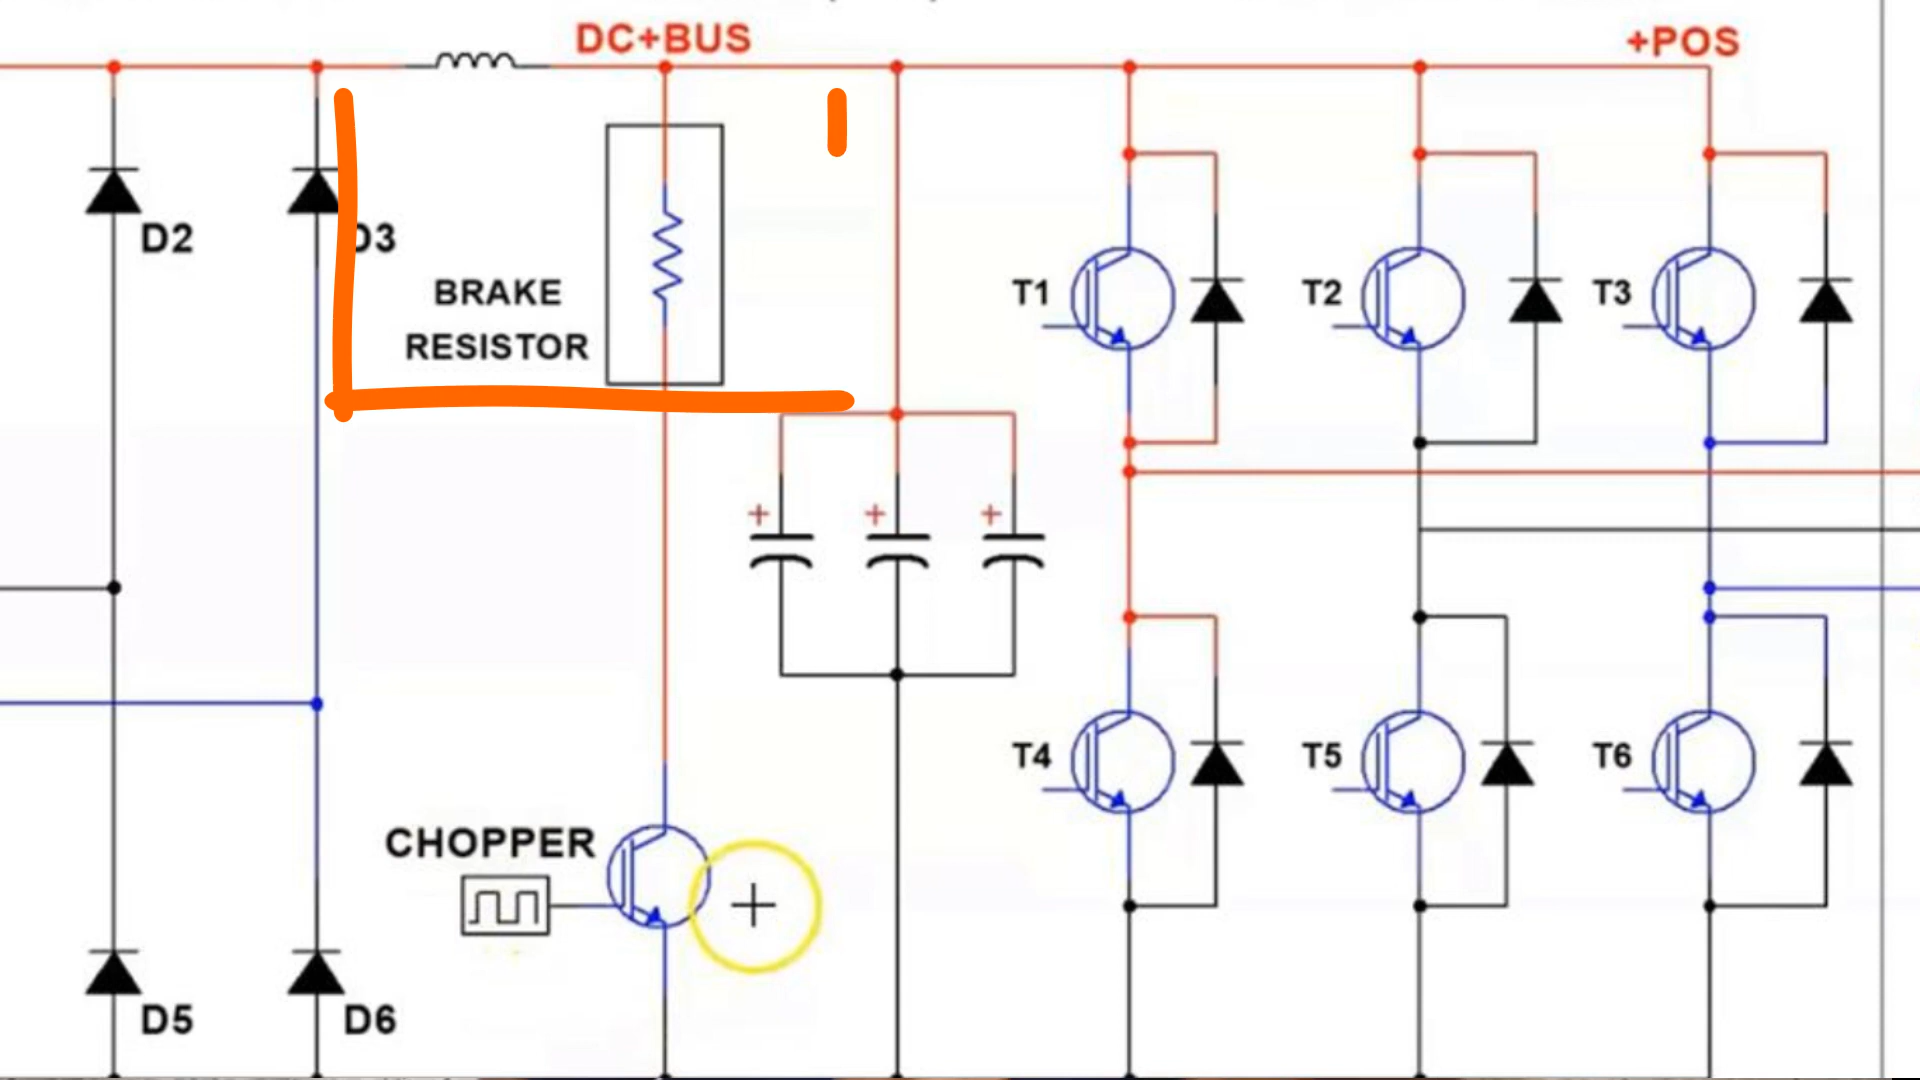 DC+BUS
+POS
D2
D3
BRAKE
RESISTOR
T1
T2
T3
+
+
+
T4
T5
T6
CHOPPER
D5
D6